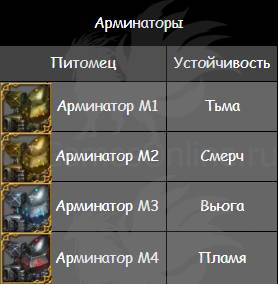 Арминаторы
Питомец Устойчивость
Арминатор М1 Тьма
Арминатор М2 Смерч
Арминатор М3 Вьюга
Арминатор М4 Пламя